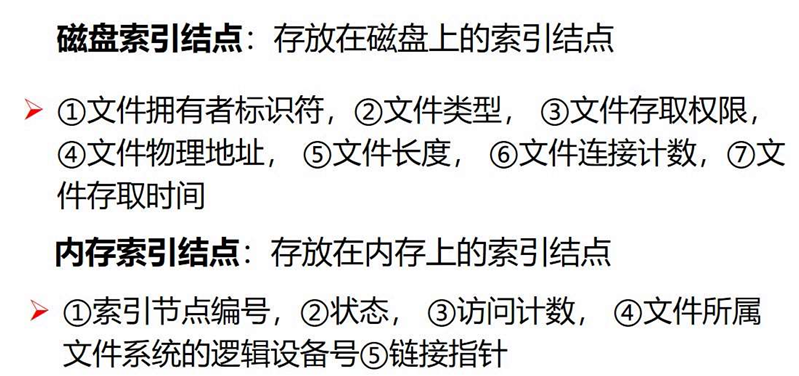 磁盘索引结点：存放在磁盘上的索引结点
➢ ①文件拥有者标识符，②文件类型， ③文件存取权限，
④文件物理地址， ⑤文件长度， ⑥文件连接计数，⑦文
件存取时间
内存索引结点：存放在内存上的索引结点
➢ ①索引节点编号，②状态， ③访问计数， ④文件所属
文件系统的逻辑设备号⑤链接指针